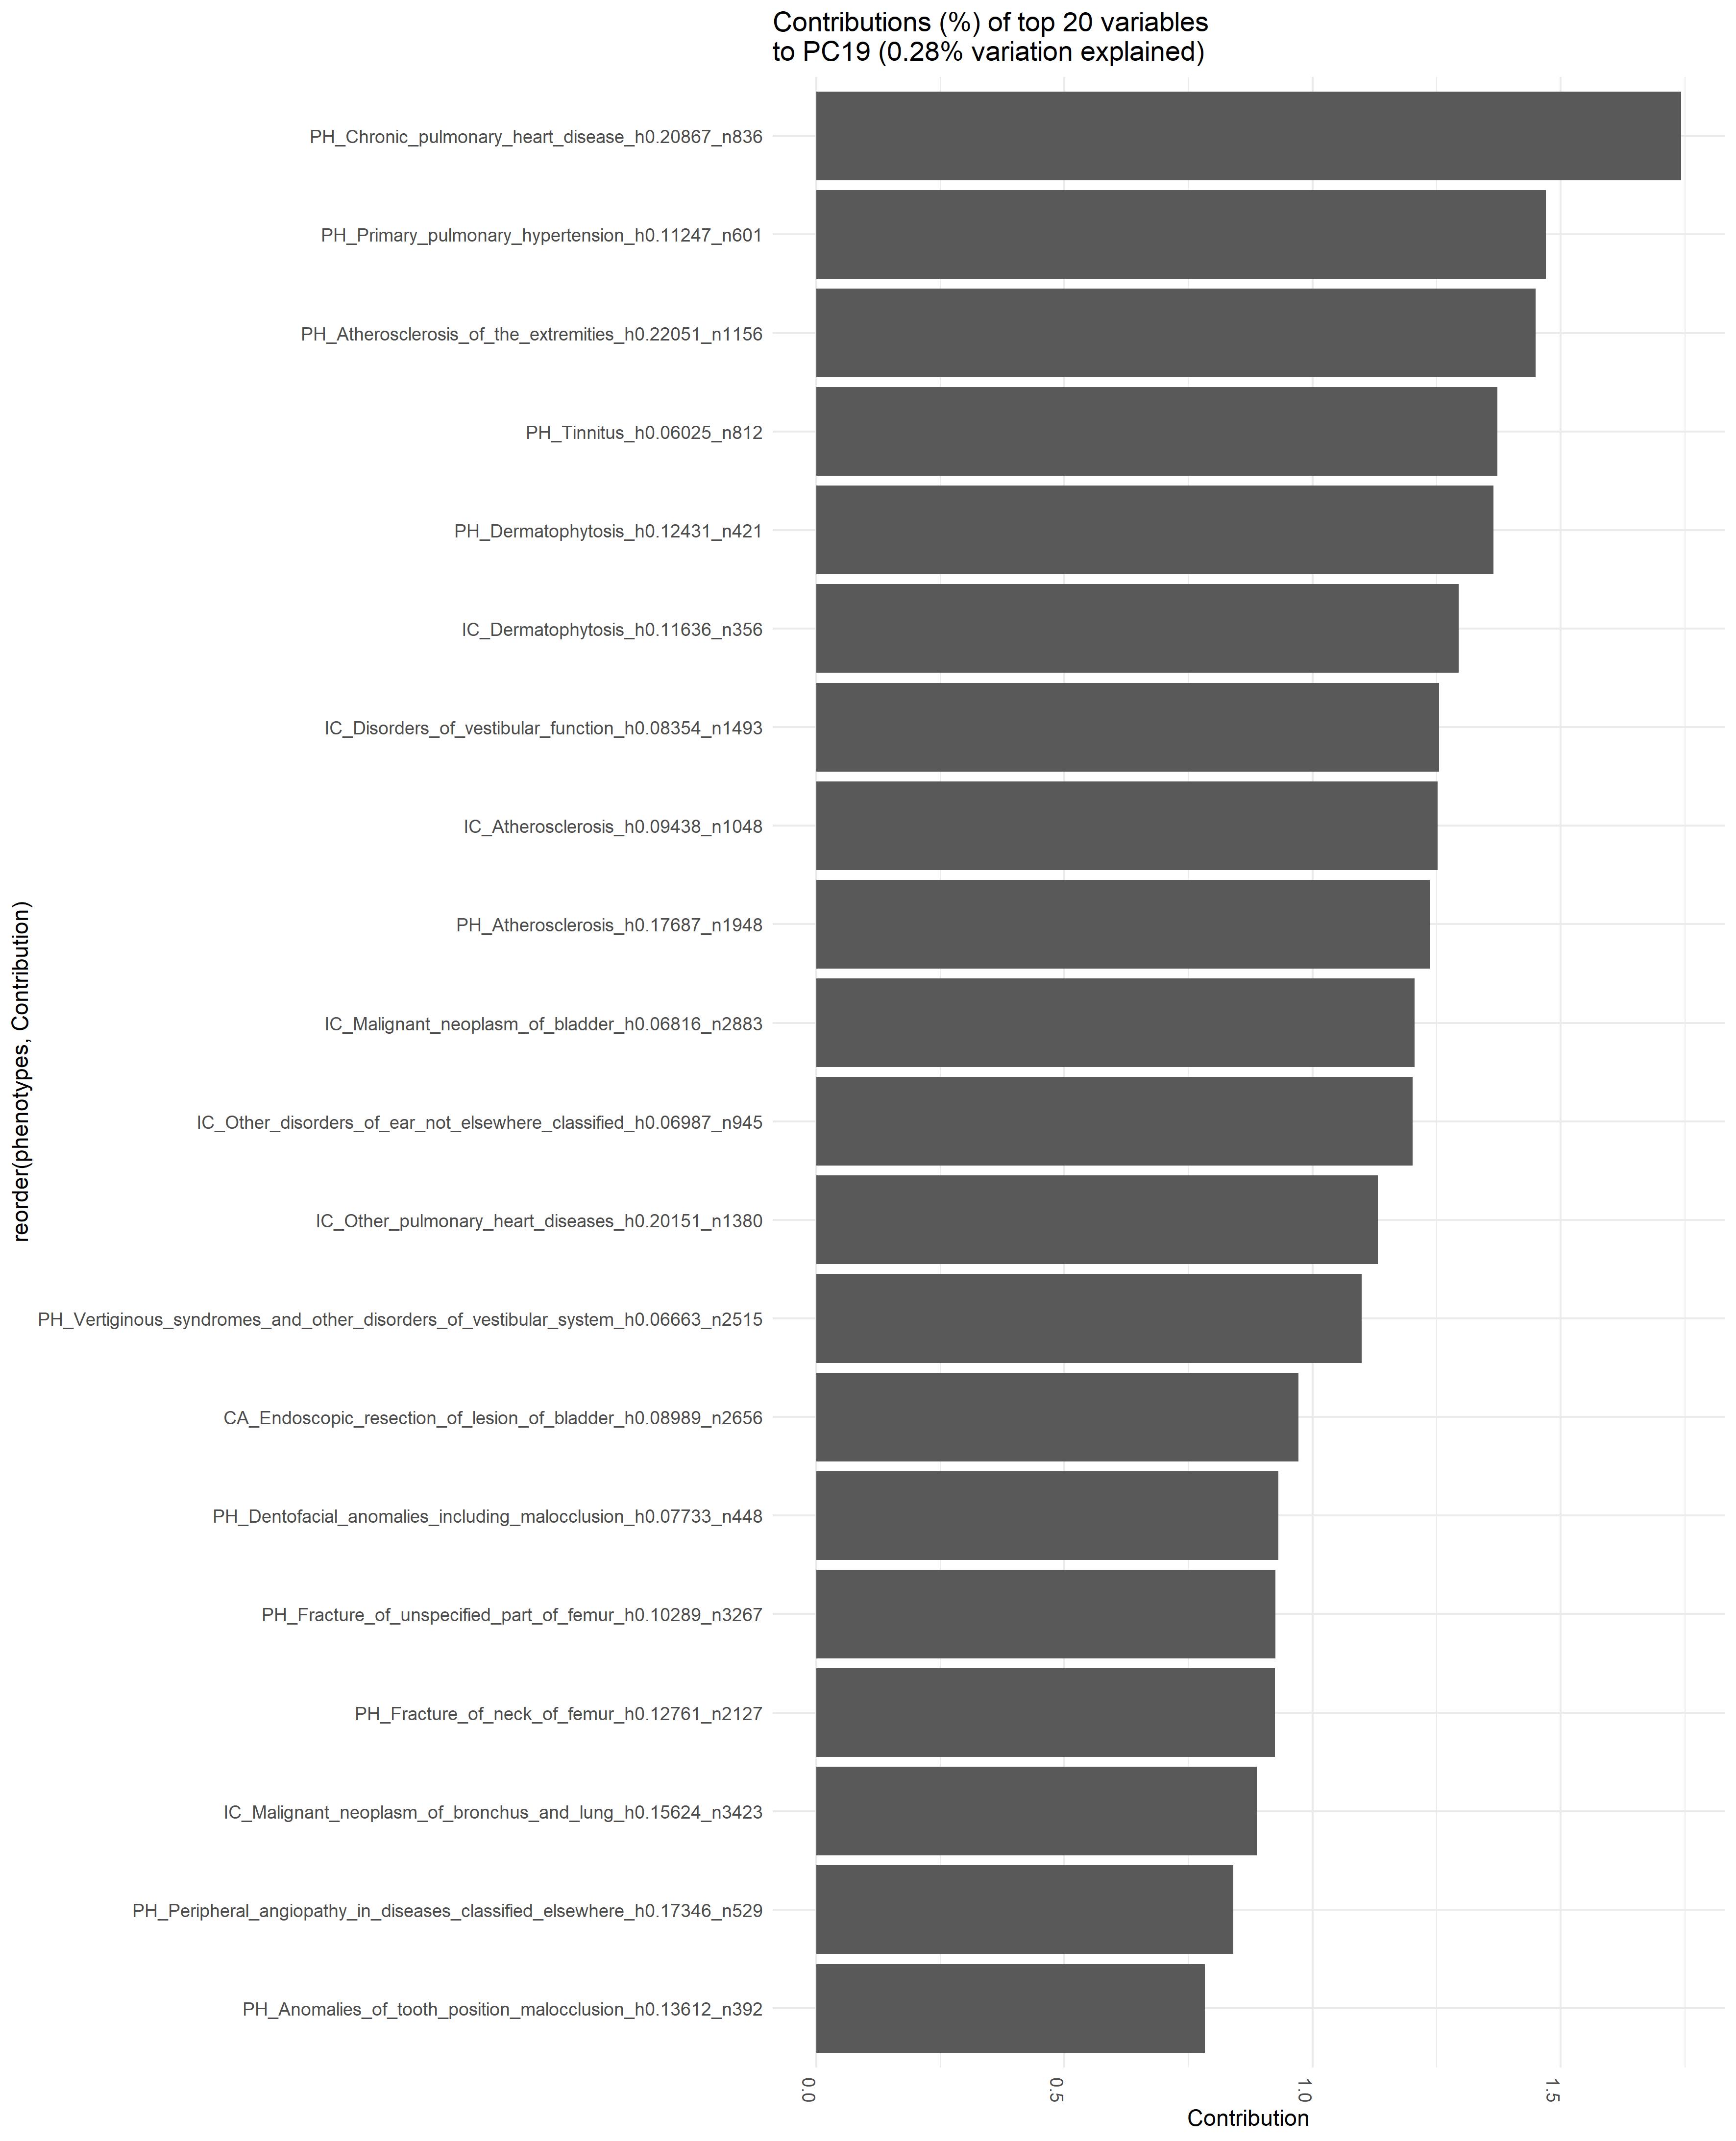 Contributions (%) of top 20 variables
to PC19 (0.28% variation explained)
PH_Chronic_pulmonary_heart_disease_h0.20867_n836
PH_Primary_pulmonary_hypertension_h0.11247_n601
PH_Atherosclerosis_of_the_extremities_h0.22051_n1156
PH_Tinnitus_h0.06025_n812
PH_Dermatophytosis_h0.12431_n421
IC_Dermatophytosis_h0.11636_n356
IC_Disorders_of_vestibular_function_h0.08354_n1493
IC_Atherosclerosis_h0.09438_n1048
PH_Atherosclerosis_h0.17687_n1948
IC_Malignant_neoplasm_of_bladder_h0.06816_n2883
IC_Other_disorders_of_ear_not_elsewhere_classified_h0.06987_n945
IC_Other_pulmonary_heart_diseases_h0.20151_n1380
PH_Vertiginous_syndromes_and_other_disorders_of_vestibular_system_h0.06663_n2515
CA_Endoscopic_resection_of_lesion_of_bladder_h0.08989_n2656
PH_Dentofacial_anomalies_including_malocclusion_h0.07733_n448
PH_Fracture_of_unspecified_part_of_femur_h0.10289_n3267
PH_Fracture_of_neck_of_femur_h0.12761_n2127
IC_Malignant_neoplasm_of_bronchus_and_lung_h0.15624_n3423
PH_Peripheral_angiopathy_in_diseases_classified_elsewhere_h0.17346_n529
PH_Anomalies_of_tooth_position_malocclusion_h0.13612_n392
reorder(phenotypes, Contribution)
0.0
0.5
1.0
1.5
Contribution